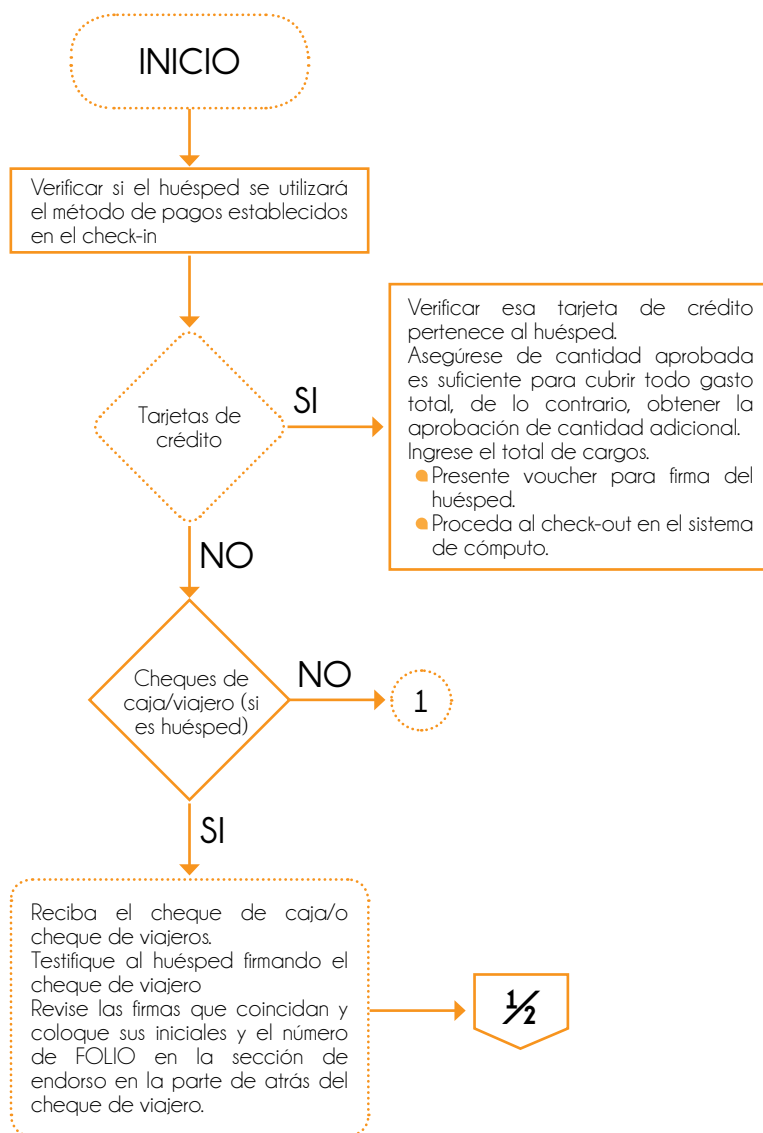 INICIO
Verificar si el huésped se utilizará
el método de pagos establecidos
en el check-in
Tarjetas de
crédito
SI
Verificar esa tarjeta de crédito
pertenece al huésped.
Asegúrese de cantidad aprobada
es suficiente para cubrir todo gasto
total, de lo contrario, obtener la
aprobación de cantidad adicional.
Ingrese el total de cargos.
Presente voucher para firma del
huésped.
Proceda al check-out en el sistema
de cómputo.
NO
Cheques de
caja/viajero (si
es huésped)
NO
1
SI
Reciba el cheque de caja/o
cheque de viajeros.
Testifique al huésped firmando el
cheque de viajero
Revise las firmas que coincidan y
coloque sus iniciales y el número
de FOLIO en la sección de
endorso en la parte de atrás del
cheque de viajero.
½